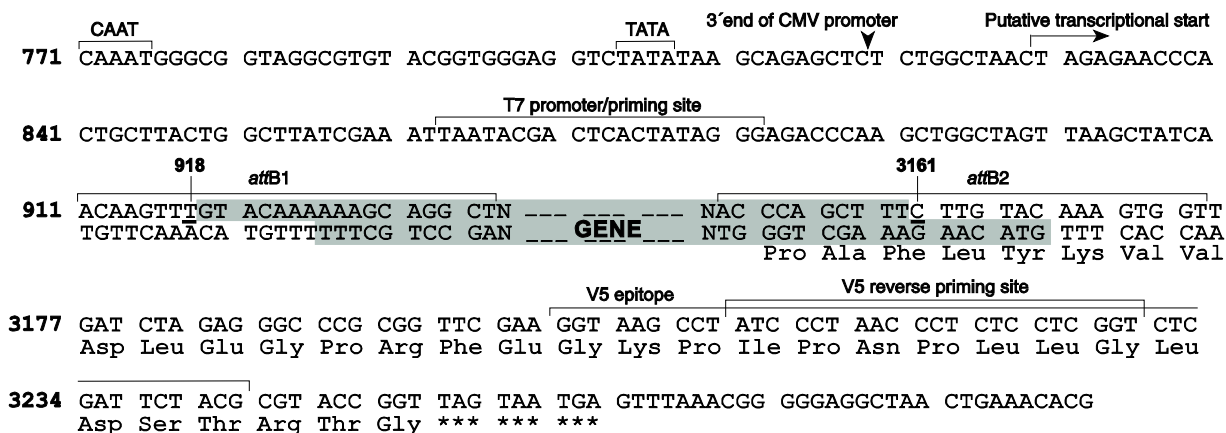 CAAT TATA 3´end of CMV promoter Putative transcriptional start
771 CAAATGGGCG GTAGGCGTGT ACGGTGGGAG GTCTATATAA GCAGAGCTCT CTGGCTAACT AGAGAACCCA
T7 promoter/priming site
841 CTGCTTACTG GCTTATCGAA ATTAATACGA CTCACTATAG GGAGACCCAA GCTGGCTAGT TAAGCTATCA
918 attB1 3161 attB2
911 ACAAGTTTGT ACAAAAAAGC AGGCTN ___ ___ ___ NAC CCA GCT TTC TTG TAC AAA GTG GTT
TGTTCAAACA TGTTTTTTCG TCCGAN ___ GENE ___ NTG GGT CGA AAG AAC ATG TTT CAC CAA
Pro Ala Phe Leu Tyr Lys Val Val
V5 epitope V5 reverse priming site
3177 GAT CTA GAG GGC CCG CGG TTC GAA GGT AAG CCT ATC CCT AAC CCT CTC CTC GGT CTC
Asp Leu Glu Gly Pro Arg Phe Glu Gly Lys Pro Ile Pro Asn Pro Leu Leu Gly Leu
3234 GAT TCT ACG CGT ACC GGT TAG TAA TGA GTTTAAACGG GGGAGGCTAA CTGAAACACG
Asp Ser Thr Arg Thr Gly *** *** ***